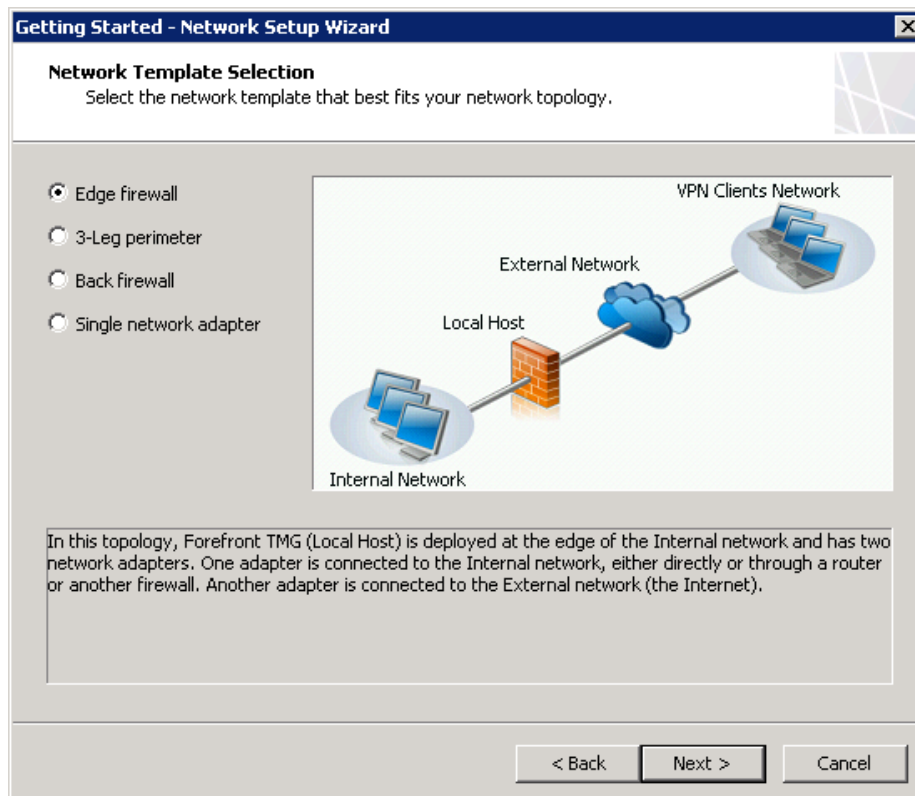 Getting Started - Network Setup Wizard
Network Template Selection
Select the network template that best fits your network topology.
Edge firewall
3-Leg perimeter
Back firewall
Single network adapter
VPN Clients Network
External Network
Local Host
Internal Network
In this topology, Forefront TMG (Local Host) is deployed at the edge of the Internal network and has two
network adapters. One adapter is connected to the Internal network, either directly or through a router
or another firewall. Another adapter is connected to the External network (the Internet).
< Back
Next >
Cancel